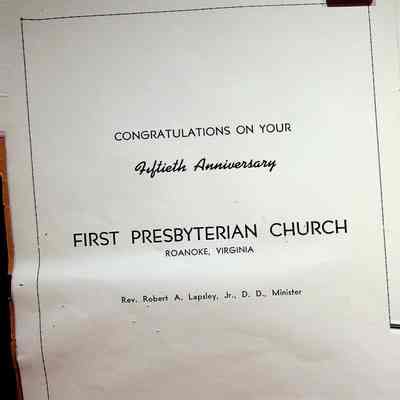 CONGRATULATIONS ON YOUR
Fiftieth Anniversary
FIRST PRESBYTERIAN CHURCH
ROANOKE, VIRGINIA
Rev. Robert A. Lapsley, Jr., D. D., Minister